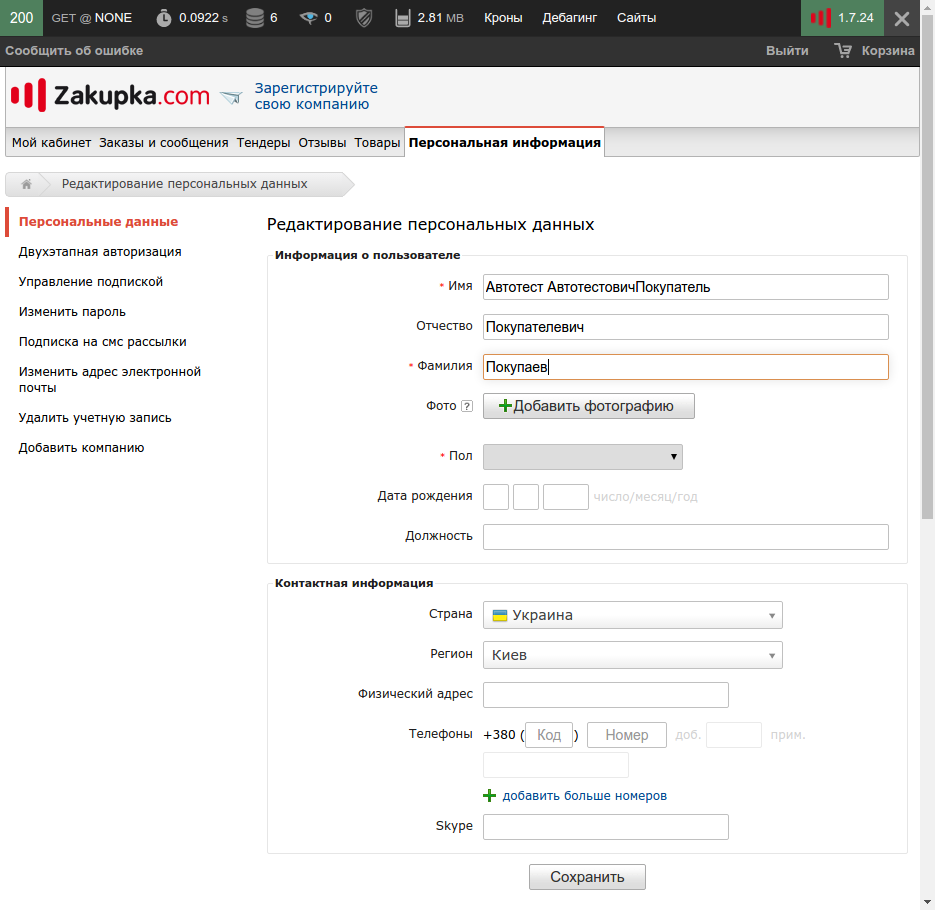 200 GET @ NONE 0.0922 s 6 0 2.81 MB Кроны Дебагинг Сайты 1.7.24
Сообщить об ошибке Выйти Корзина
Zakupka.com Зарегистрируйте
свою компанию
Мой кабинет Заказы и сообщения Тендеры Отзывы Товары Персональная информация
Редактирование персональных данных
Персональные данные
Двухэтапная авторизация
Управление подпиской
Изменить пароль
Подписка на смс рассылки
Изменить адрес электронной
почты
Удалить учетную запись
Добавить компанию
Редактирование персональных данных
Информация о пользователе
* Имя Автотест АвтотестовичПокупатель
Отчество Покупателевич
* Фамилия Покупаев
Фото ? Добавить фотографию
* Пол
Дата рождения число/месяц/год
Должность
Контактная информация
Страна Украина
Регион Киев
Физический адрес
Телефоны +380 ( Код ) Номер доб. прим.
добавить больше номеров
Skype
Сохранить